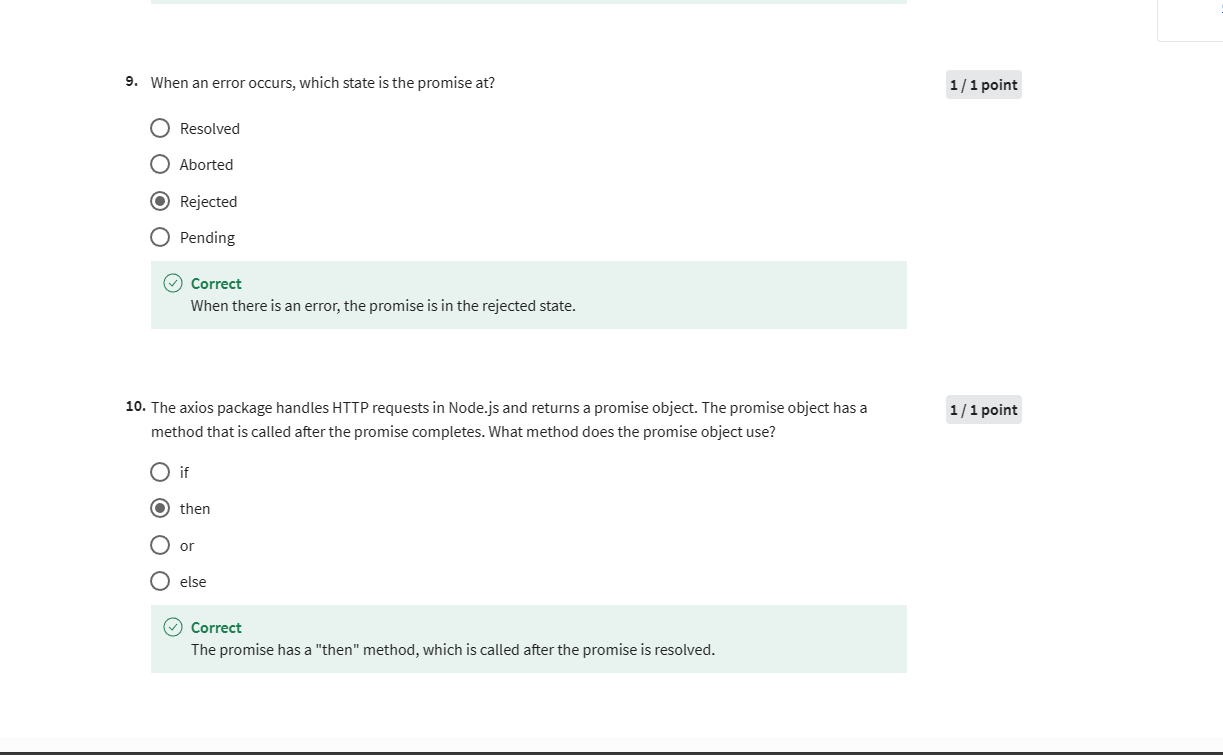 9. When an error occurs, which state is the promise at?
1 / 1 point
Resolved
Aborted
Rejected
Pending
Correct
When there is an error, the promise is in the rejected state.
10. The axios package handles HTTP requests in Node.js and returns a promise object. The promise object has a
method that is called after the promise completes. What method does the promise object use?
1 / 1 point
if
then
or
else
Correct
The promise has a "then" method, which is called after the promise is resolved.